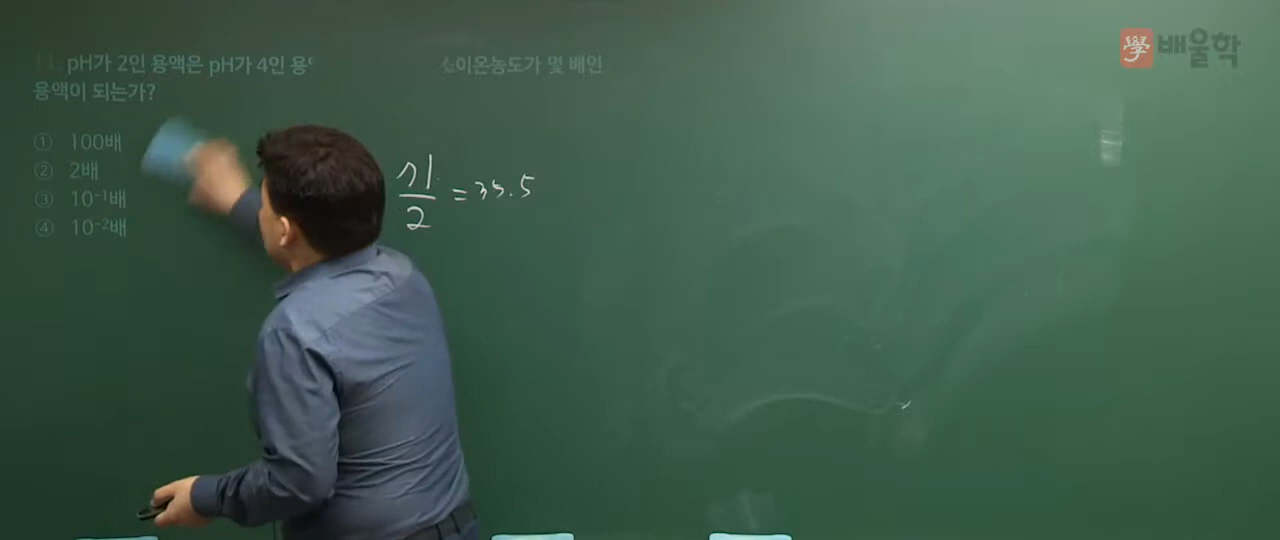 11. pH가 2인 용액은 pH가 4인 용 이온농도가 몇 배인
용액이 되는가?
① 100배
② 2배
③ 10⁻¹배
④ 10⁻²배
71/2 = 35.5
學 배울학